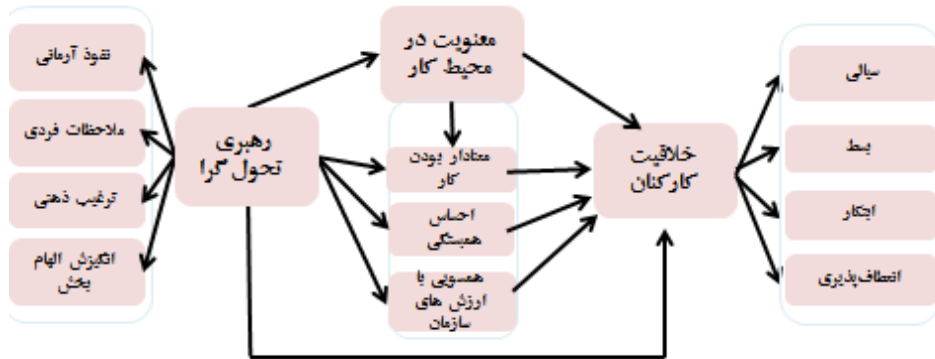 معنویت در
محیط کار
نفوذ آرمانی
ملاحظات فردی
ترغیب ذهنی
انگیزش الهام
بخش
رهبری
تحول گرا
معنادار بودن
کار
احساس
همبستگی
همسویی با
ارزش های
سازمان
خلاقیت
کارکنان
سیالی
بسط
ابتکار
انعطاف‌پذیری